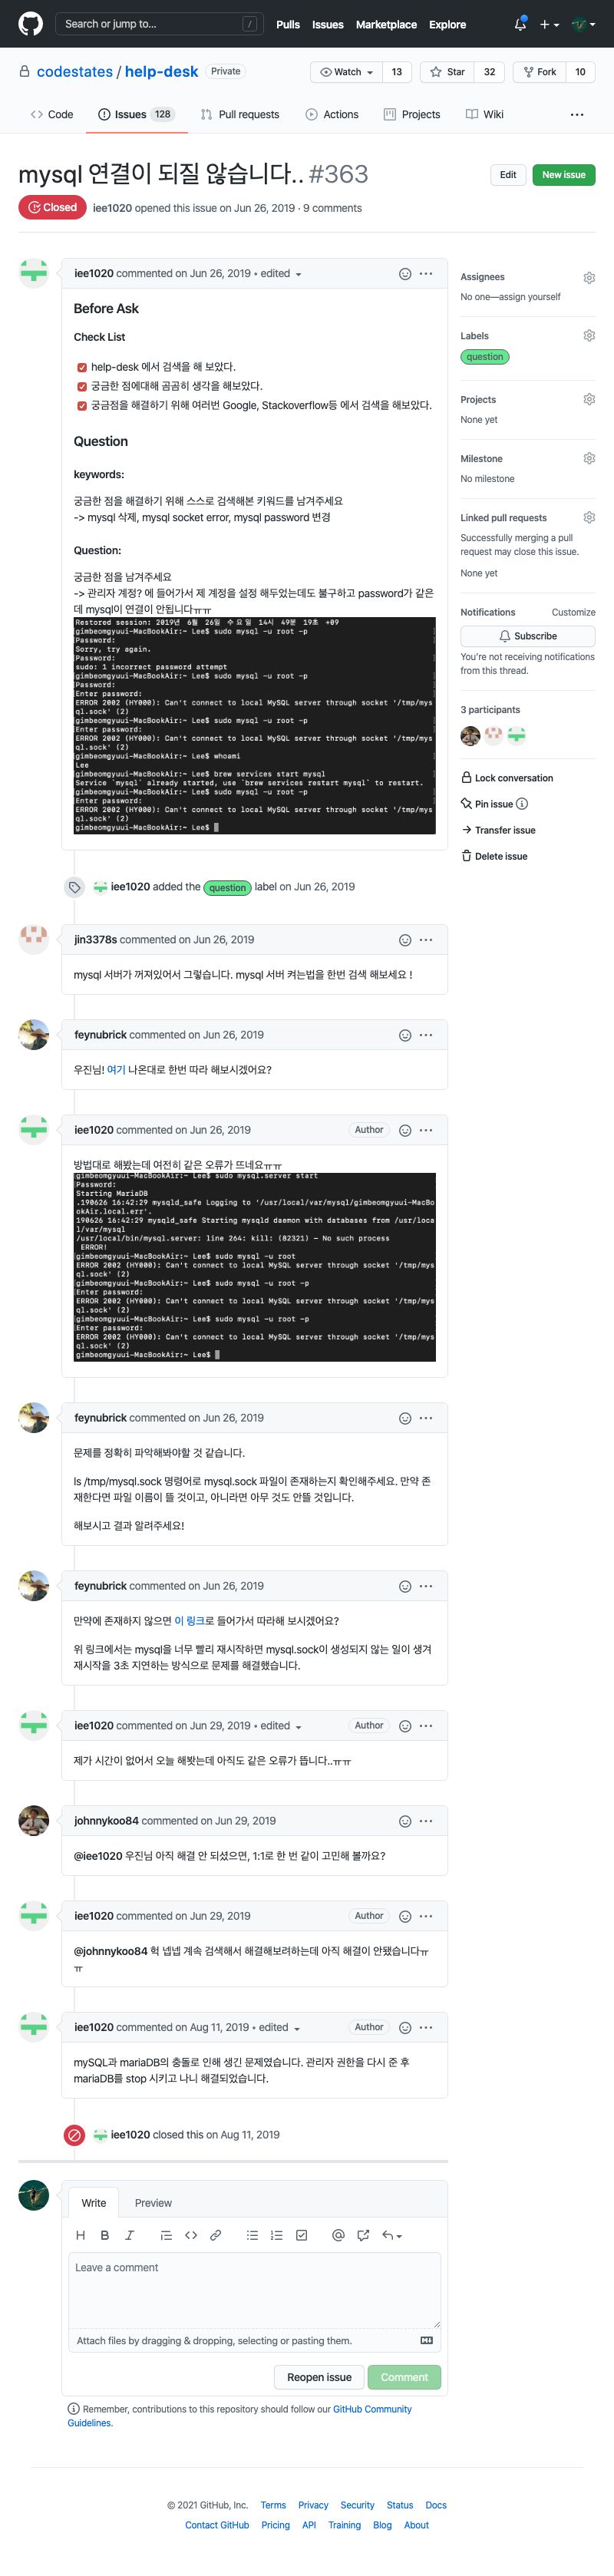 Search or jump to... /
Pulls Issues Marketplace Explore
codestates / help-desk Private
Watch 13 Star 32 Fork 10
Code Issues 128 Pull requests Actions Projects Wiki ...
mysql 연결이 되질 않습니다.. #363
Edit New issue
Closed iee1020 opened this issue on Jun 26, 2019 · 9 comments
iee1020 commented on Jun 26, 2019 • edited
Before Ask
Check List
help-desk 에서 검색을 해 보았다.
궁금한 점에대해 곰곰히 생각을 해보았다.
궁금점을 해결하기 위해 여러번 Google, Stackoverflow등 에서 검색을 해보았다.
Question
keywords:
궁금한 점을 해결하기 위해 스스로 검색해본 키워드를 남겨주세요
-> mysql 삭제, mysql socket error, mysql password 변경
Question:
궁금한 점을 남겨주세요
-> 관리자 계정? 에 들어가서 제 계정을 설정 해두었는데도 불구하고 password가 같은
데 mysql이 연결이 안됩니다ㅠㅠ
Restored session: 2019년 6월 26일 수요일 14시 49분 19초 +09
gimbeomgyuui-MacBookAir:~ Lee$ sudo mysql -u root -p
Password:
Sorry, try again.
Password:
sudo: 1 incorrect password attempt
gimbeomgyuui-MacBookAir:~ Lee$ sudo mysql -u root -p
Password:
Enter password:
ERROR 2002 (HY000): Can't connect to local MySQL server through socket '/tmp/mys
ql.sock' (2)
gimbeomgyuui-MacBookAir:~ Lee$ sudo mysql -u root -p
Enter password:
ERROR 2002 (HY000): Can't connect to local MySQL server through socket '/tmp/mys
ql.sock' (2)
gimbeomgyuui-MacBookAir:~ Lee$ whoami
Lee
gimbeomgyuui-MacBookAir:~ Lee$ brew services start mysql
Service `mysql` already started, use `brew services restart mysql` to restart.
gimbeomgyuui-MacBookAir:~ Lee$ sudo mysql -u root -p
Enter password:
ERROR 2002 (HY000): Can't connect to local MySQL server through socket '/tmp/mys
ql.sock' (2)
gimbeomgyuui-MacBookAir:~ Lee$
Assignees
No one—assign yourself
Labels
question
Projects
None yet
Milestone
No milestone
Linked pull requests
Successfully merging a pull
request may close this issue.
None yet
Notifications Customize
Subscribe
You're not receiving notifications
from this thread.
3 participants
Lock conversation
Pin issue
Transfer issue
Delete issue
iee1020 added the question label on Jun 26, 2019
jin3378s commented on Jun 26, 2019
mysql 서버가 꺼져있어서 그렇습니다. mysql 서버 켜는법을 한번 검색 해보세요 !
feynubrick commented on Jun 26, 2019
우진님! 여기 나온대로 한번 따라 해보시겠어요?
iee1020 commented on Jun 26, 2019 Author
방법대로 해봤는데 여전히 같은 오류가 뜨네요ㅠㅠ
gimbeomgyuui-MacBookAir:~ Lee$ sudo mysql.server start
Password:
Starting MariaDB
.190626 16:42:29 mysqld_safe Logging to '/usr/local/var/mysql/gimbeomgyuui-MacBo
okAir.local.err'.
190626 16:42:29 mysqld_safe Starting mysqld daemon with databases from /usr/loca
l/var/mysql
/usr/local/bin/mysql.server: line 264: kill: (82321) – No such process
ERROR!
gimbeomgyuui-MacBookAir:~ Lee$ sudo mysql -u root
ERROR 2002 (HY000): Can't connect to local MySQL server through socket '/tmp/mys
ql.sock' (2)
gimbeomgyuui-MacBookAir:~ Lee$ sudo mysql -u root -p
Enter password:
ERROR 2002 (HY000): Can't connect to local MySQL server through socket '/tmp/mys
ql.sock' (2)
gimbeomgyuui-MacBookAir:~ Lee$ sudo mysql -u root -p
Enter password:
ERROR 2002 (HY000): Can't connect to local MySQL server through socket '/tmp/mys
ql.sock' (2)
gimbeomgyuui-MacBookAir:~ Lee$
feynubrick commented on Jun 26, 2019
문제를 정확히 파악해봐야할 것 같습니다.
ls /tmp/mysql.sock 명령어로 mysql.sock 파일이 존재하는지 확인해주세요. 만약 존
재한다면 파일 이름이 뜰 것이고, 아니라면 아무 것도 안뜰 것입니다.
해보시고 결과 알려주세요!
feynubrick commented on Jun 26, 2019
만약에 존재하지 않으면 이 링크로 들어가서 따라해 보시겠어요?
위 링크에서는 mysql을 너무 빨리 재시작하면 mysql.sock이 생성되지 않는 일이 생겨
재시작을 3초 지연하는 방식으로 문제를 해결했습니다.
iee1020 commented on Jun 29, 2019 • edited Author
제가 시간이 없어서 오늘 해봤는데 아직도 같은 오류가 뜹니다..ㅠㅠ
johnnykoo84 commented on Jun 29, 2019
@iee1020 우진님 아직 해결 안 되셨으면, 1:1로 한 번 같이 고민해 볼까요?
iee1020 commented on Jun 29, 2019 Author
@johnnykoo84 헉 넵넵 계속 검색해서 해결해보려하는데 아직 해결이 안됐습니다ㅠ
ㅠ
iee1020 commented on Aug 11, 2019 • edited Author
mySQL과 mariaDB의 충돌로 인해 생긴 문제였습니다. 관리자 권한을 다시 준 후
mariaDB를 stop 시키고 나니 해결되었습니다.
iee1020 closed this on Aug 11, 2019
Write Preview
Leave a comment
Attach files by dragging & dropping, selecting or pasting them.
Reopen issue Comment
Remember, contributions to this repository should follow our GitHub Community
Guidelines.
© 2021 GitHub, Inc. Terms Privacy Security Status Docs
Contact GitHub Pricing API Training Blog About